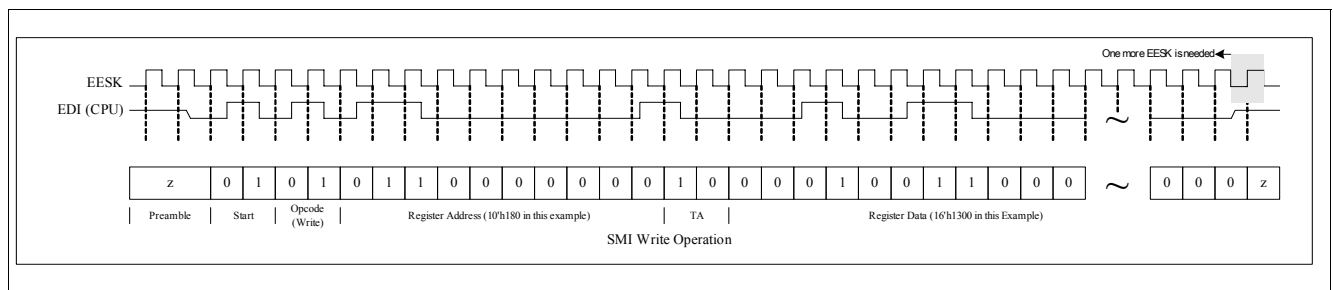 One more EESK is needed
EESK
EDI (CPU)
~
z 0 1 0 1 0 1 1 0 0 0 0 0 0 0 1 0 0 0 0 1 0 0 1 1 0 0 0 ~ 0 0 0 z
Preamble Start Opcode (Write) Register Address (10'h180 in this example) TA Register Data (16'h1300 in this Example)
SMI Write Operation